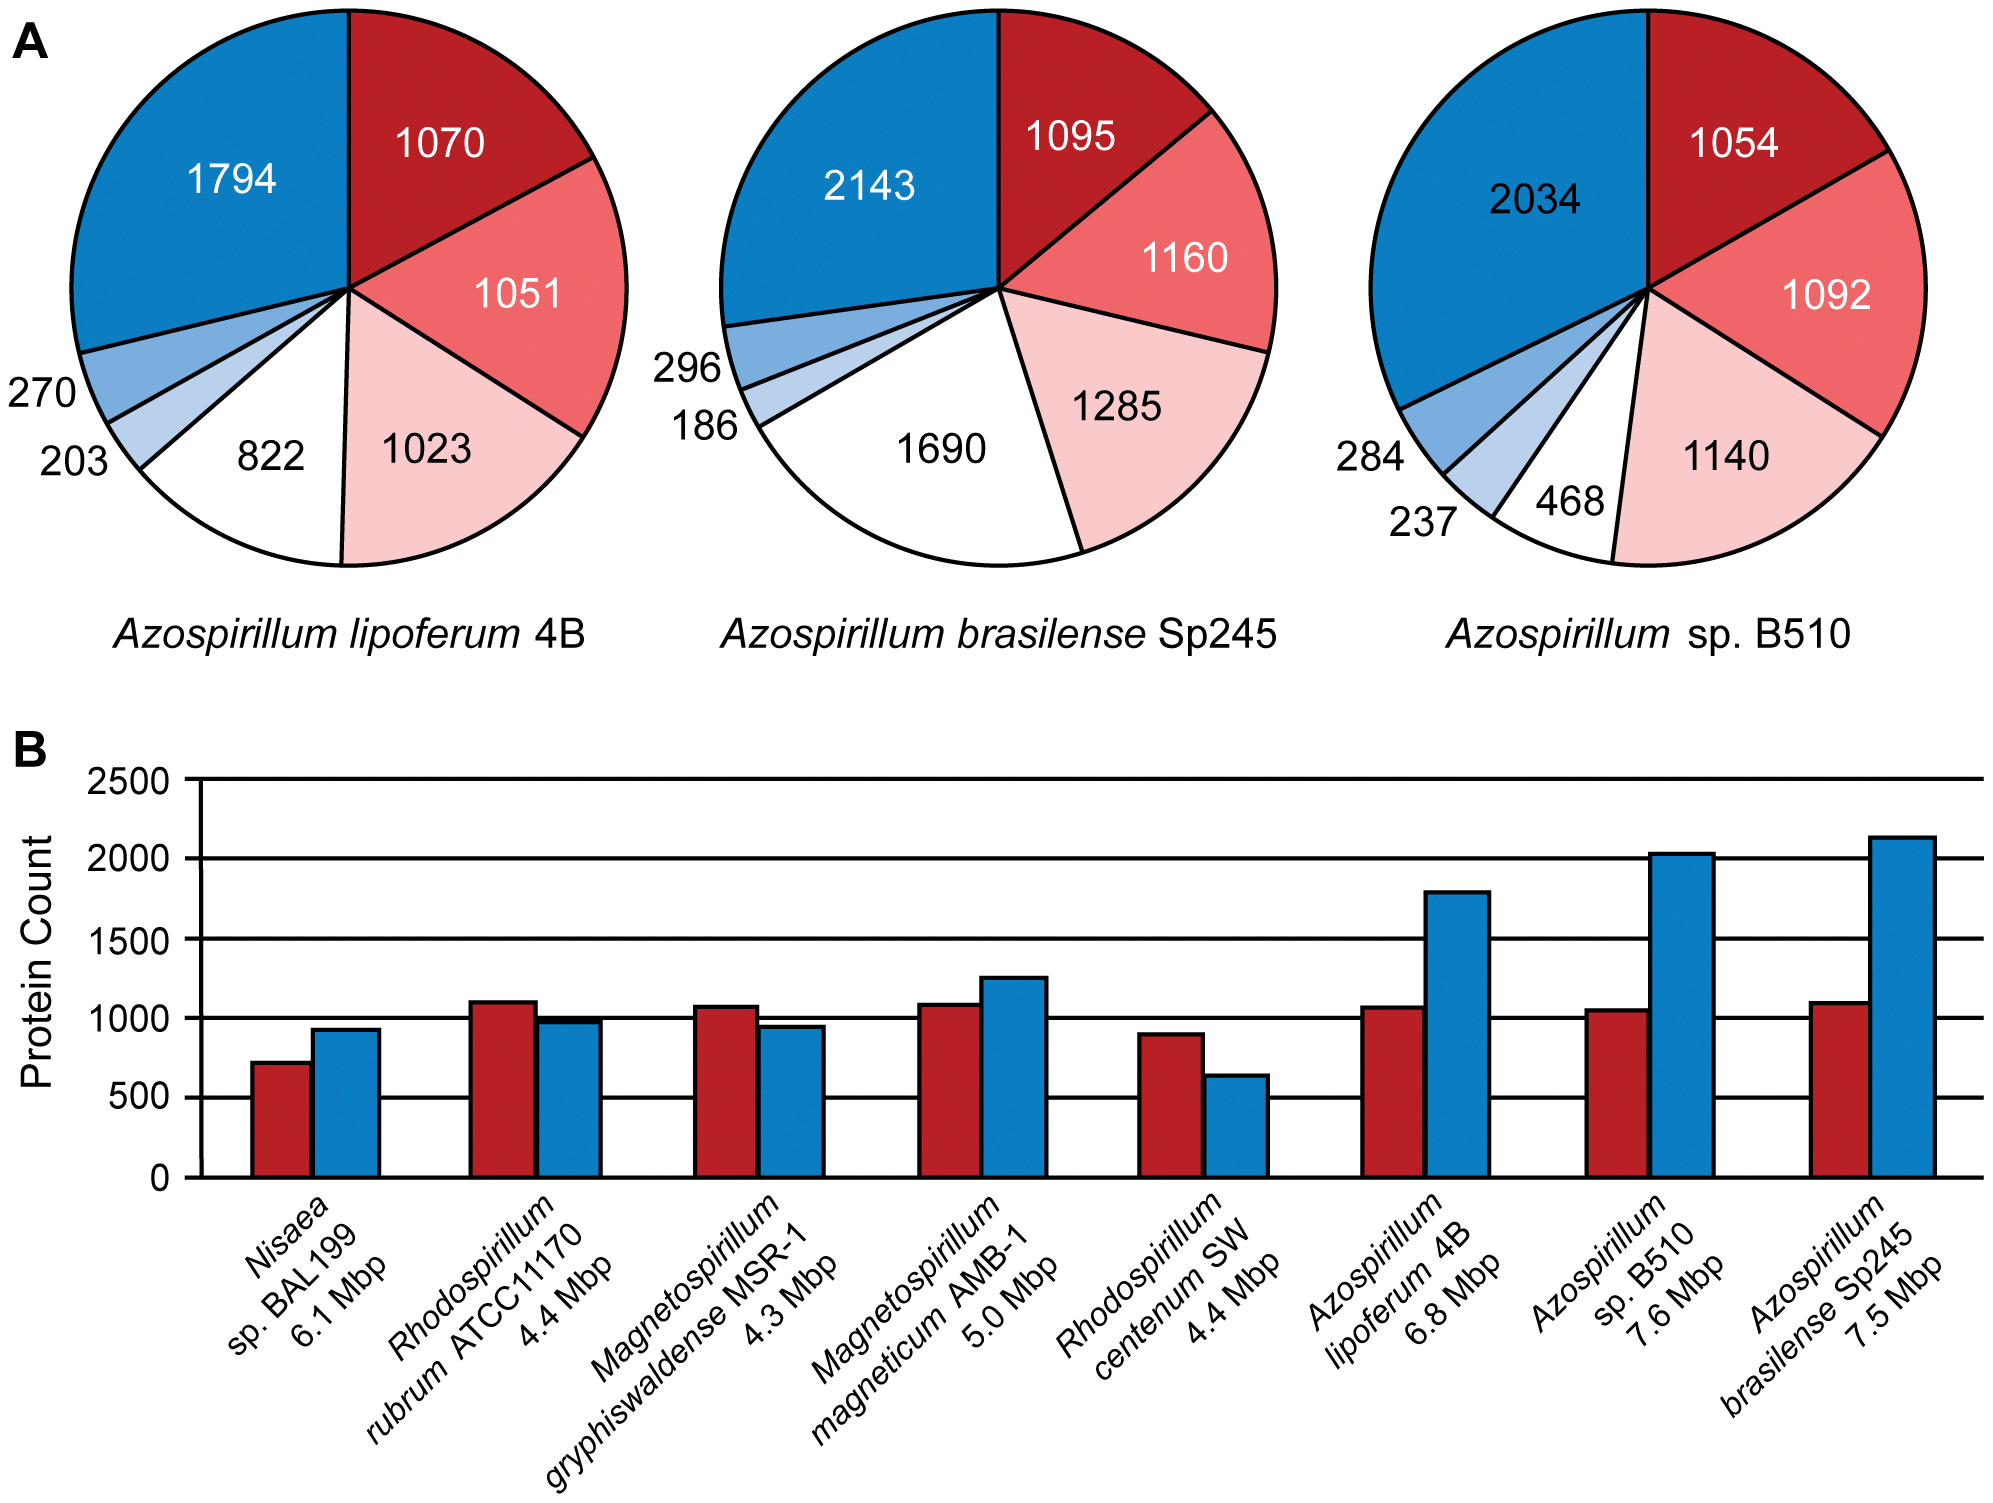 A
1794
1070
1051
1023
822
203
270
2143
1095
1160
1285
1690
186
296
2034
1054
1092
1140
468
237
284
Azospirillum lipoferum 4B
Azospirillum brasilense Sp245
Azospirillum sp. B510
B
Protein Count
2500
2000
1500
1000
500
0
Nisaea
sp. BAL199
6.1 Mbp
Rhodospirillum
rubrum ATCC11170
4.4 Mbp
Magnetospirillum
gryphiswaldense MSR-1
4.3 Mbp
Magnetospirillum
magneticum AMB-1
5.0 Mbp
Rhodospirillum
centenum SW
4.4 Mbp
Azospirillum
lipoferum 4B
6.8 Mbp
Azospirillum
sp. B510
7.6 Mbp
Azospirillum
brasilense Sp245
7.5 Mbp